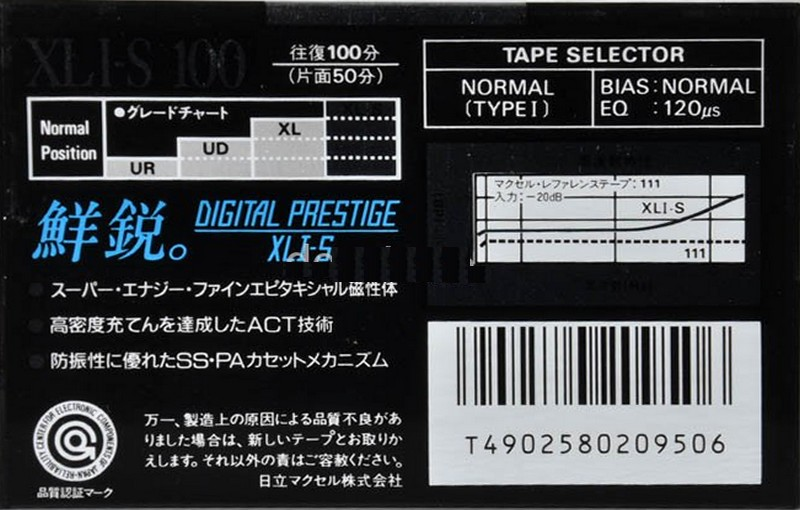 XLI-S 100
往復100分
(片面50分)
Normal
Position
●グレードチャート
UR
UD
XL
XLI-S
TAPE SELECTOR
NORMAL
(TYPE I)
BIAS:NORMAL
EQ :120μs
マクセル・レファレンステープ:111
入力:−20dB
XLI-S
111
鮮鋭。
DIGITAL PRESTIGE
XLI-S
スーパー・エナジー・ファインエピタキシャル磁性体
高密度充てんを達成したACT技術
防振性に優れたSS・PAカセットメカニズム
CENTER FOR ELECTRONIC COMPONENTS OF JAPAN-RELIABILITY
品質認証マーク
万一、製造上の原因による品質不良があ
りました場合は、新しいテープとお取りか
えします。それ以外の責はご容赦ください。
日立マクセル株式会社
T4902580209506